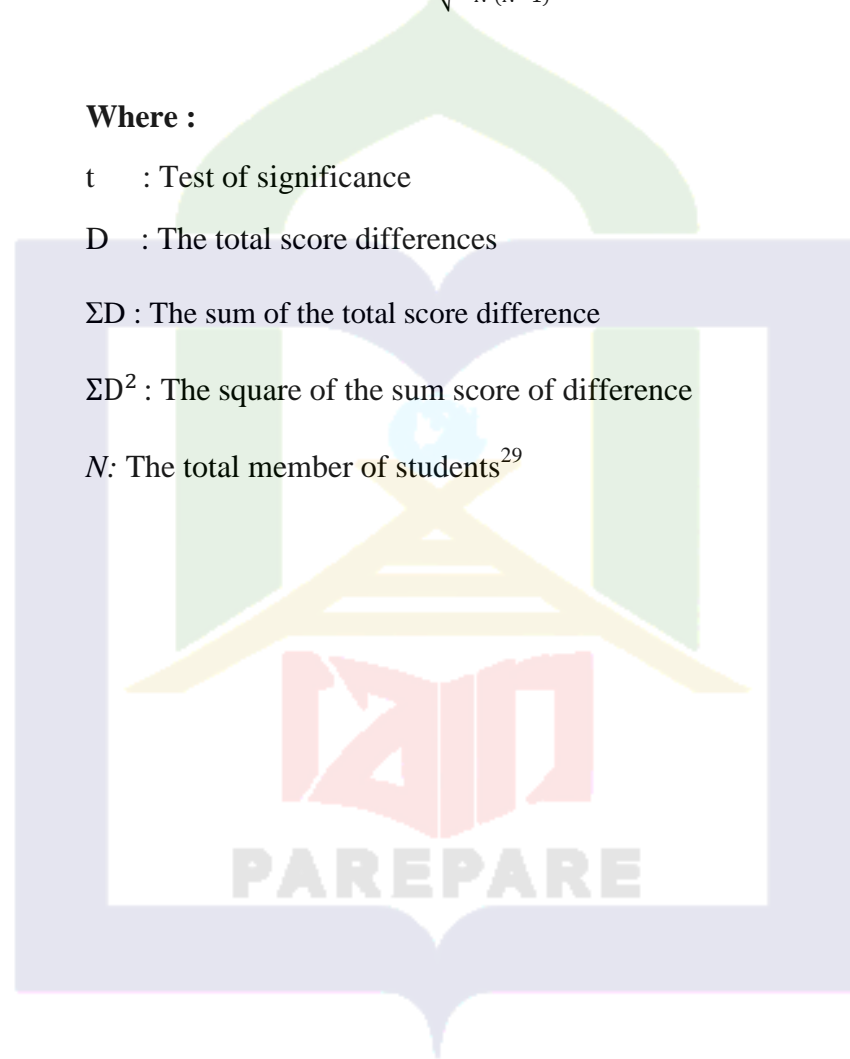 Where :
t : Test of significance
D : The total score differences
ΣD : The sum of the total score difference
ΣD² : The square of the sum score of difference
N: The total member of students²⁹
PAREPARE